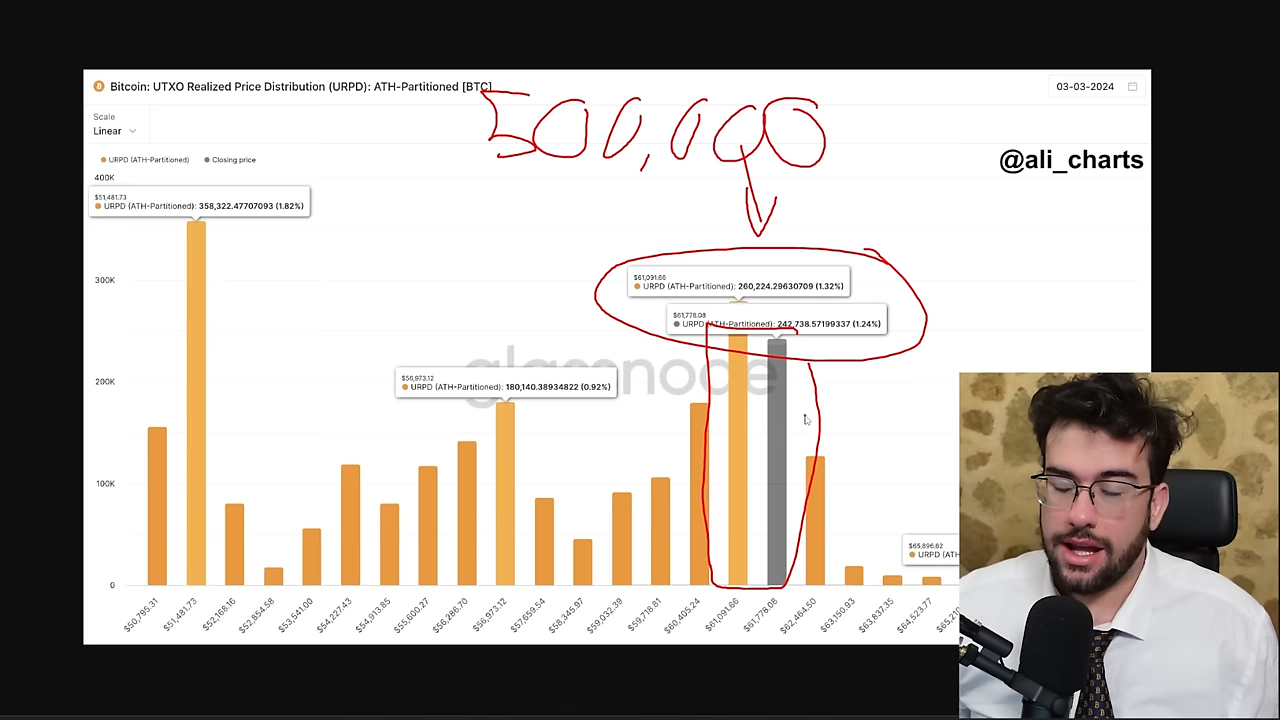 Bitcoin: UTXO Realized Price Distribution (URPD): ATH-Partitioned [BTC]
03-03-2024
500,000
Scale
Linear
@ali_charts
URPD (ATH-Partitioned) Closing price
400K
$51,481.73
URPD (ATH-Partitioned): 358,322.47707093 (1.82%)
$61,091.66
URPD (ATH-Partitioned): 260,224.29630709 (1.32%)
300K
$61,778.08
URPD (ATH-Partitioned): 242,738.57199337 (1.24%)
glassnode
$56,973.12
URPD (ATH-Partitioned): 180,140.38934822 (0.92%)
200K
100K
$65,896.62
URPD (ATH
0
$50,795.31 $51,481.73 $52,168.16 $52,854.58 $53,541.00 $54,227.43 $54,913.85 $55,600.27 $56,286.70 $56,973.12 $57,659.54 $58,345.97 $59,032.39 $59,718.81 $60,405.24 $61,091.66 $61,778.08 $62,464.50 $63,150.93 $63,837.35 $64,523.77